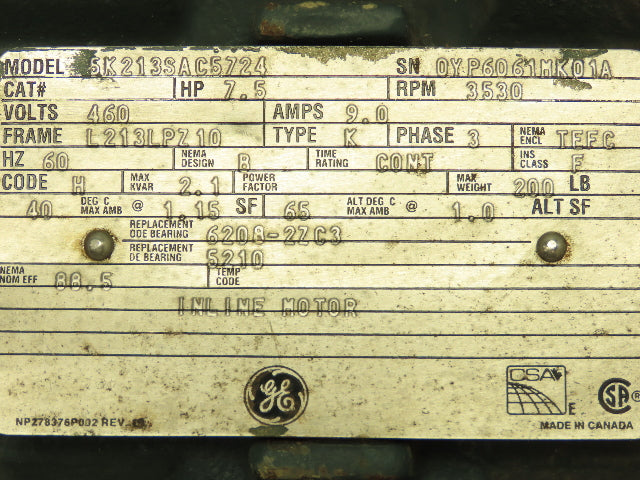 MODEL 5K213SAC5724 SN 0YP6061MK01A
CAT# HP 7.5 RPM 3530
VOLTS 460 AMPS 9.0
FRAME L213LPZ10 TYPE K PHASE 3 NEMA ENCL TEFC
HZ 60 NEMA DESIGN B TIME RATING CONT INS CLASS F
CODE H MAX KVAR 2.1 POWER FACTOR MAX WEIGHT 200 LB
40 DEG C MAX AMB @ 1.15 SF 65 ALT DEG C MAX AMB @ 1.0 ALT SF
REPLACEMENT ODE BEARING 6208-2ZC3
REPLACEMENT DE BEARING 5210
NEMA NOM EFF 88.5 TEMP CODE
INLINE MOTOR
GE
CSA E SA ®
NP278376P002 REV. MADE IN CANADA